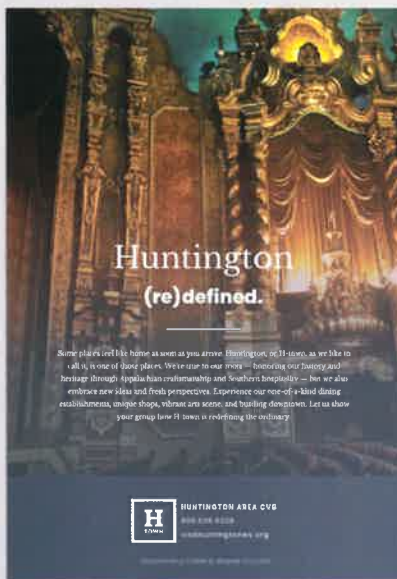 Huntington
(re)defined.
Some places feel like home as soon as you arrive. Huntington, or H-town, as we like to
call it, is one of those places. We're true to our roots — honoring our history and
heritage through Appalachian craftsmanship and Southern hospitality — but we also
embrace new ideas and fresh perspectives. Experience our one-of-a-kind dining
establishments, unique shops, vibrant arts scene, and bustling downtown. Let us show
your group how H-town is redefining the ordinary.
H
TOWN
HUNTINGTON AREA CVB